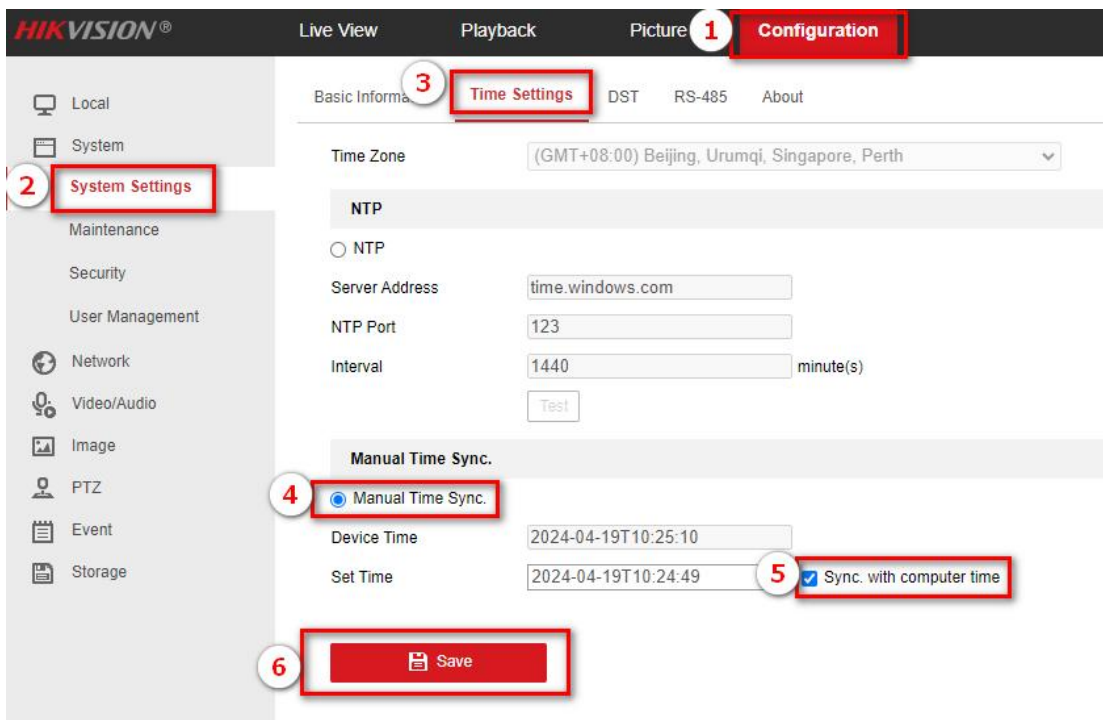 HIKVISION®
Live View Playback Picture 1 Configuration
3
Basic Informa Time Settings DST RS-485 About
Local
System
2 System Settings
Maintenance
Security
User Management
Network
Video/Audio
Image
PTZ
Event
Storage
Time Zone (GMT+08:00) Beijing, Urumqi, Singapore, Perth
NTP
NTP
Server Address time.windows.com
NTP Port 123
Interval 1440 minute(s)
Test
Manual Time Sync.
4 Manual Time Sync.
Device Time 2024-04-19T10:25:10
Set Time 2024-04-19T10:24:49 5 Sync. with computer time
6 Save